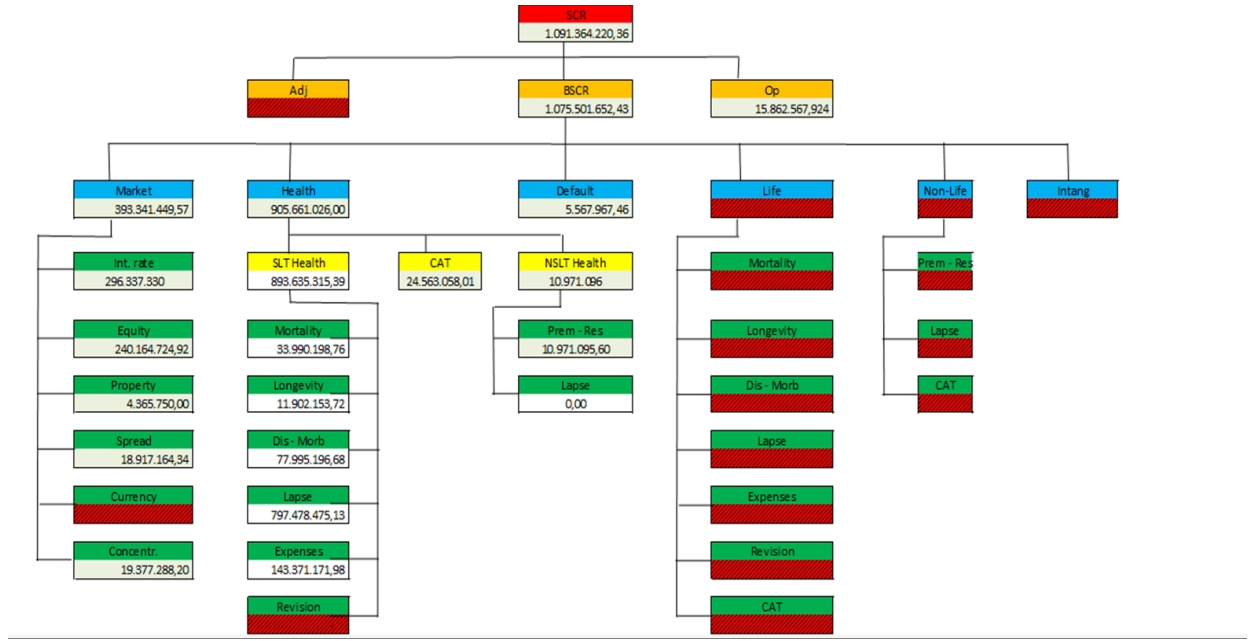 SCR
1.091.364.220,36
Adj
BSCR
1.075.501.652,43
Op
15.862.567,924
Market
393.341.449,57
Health
905.661.026,00
Default
5.567.967,46
Life
Non-Life
Intang
Int. rate
296.337.330
SLT Health
893.635.315,39
CAT
24.563.058,01
NSLT Health
10.971.096
Mortality
Prem - Res
Equity
240.164.724,92
Mortality
33.990.198,76
Prem - Res
10.971.095,60
Longevity
Lapse
Property
4.365.750,00
Longevity
11.902.153,72
Lapse
0,00
Dis - Morb
CAT
Spread
18.917.164,34
Dis - Morb
77.995.196,68
Lapse
Currency
Lapse
797.478.475,13
Expenses
Concentr.
19.377.288,20
Expenses
143.371.171,98
Revision
Revision
CAT